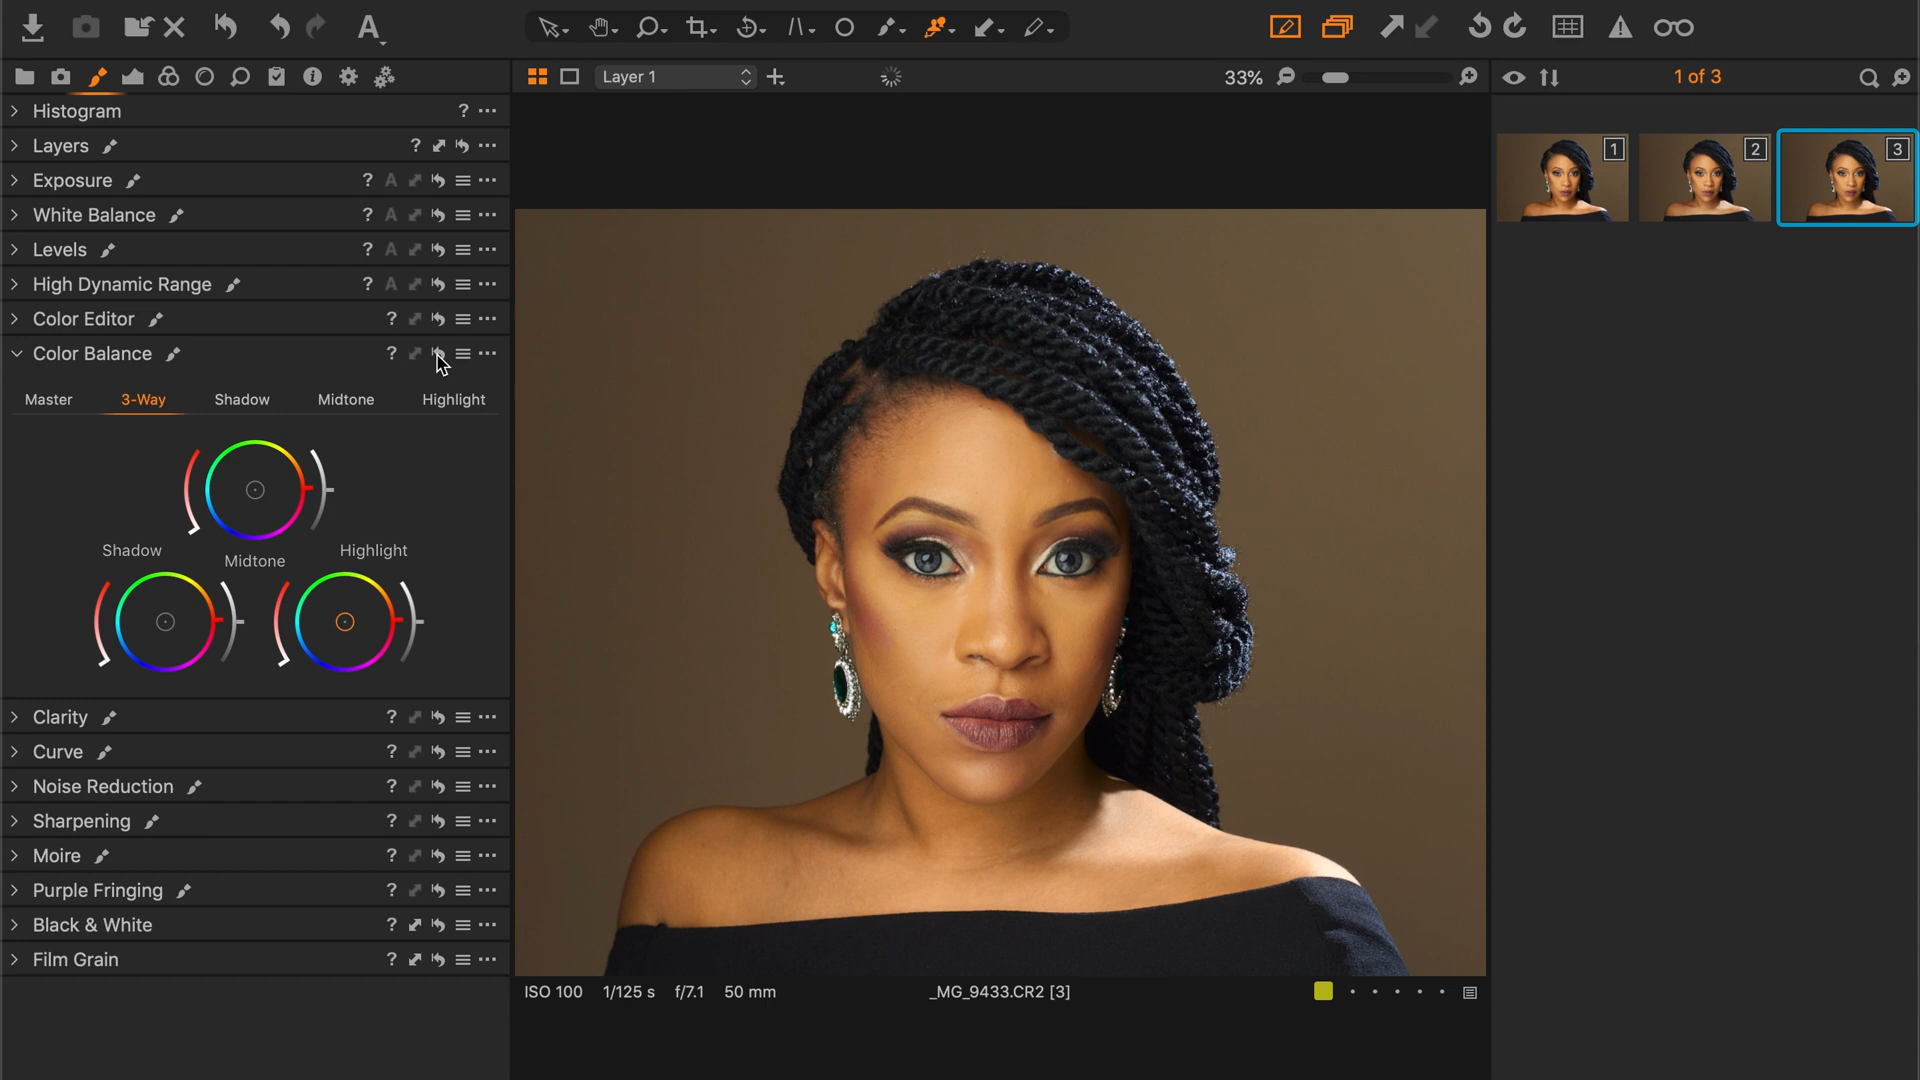 A
Layer 1
33%
1 of 3
Histogram ? ...
Layers ? ...
Exposure ? A ...
White Balance ? A ...
Levels ? A ...
High Dynamic Range ? A ...
Color Editor ? ...
Color Balance ? ...
Master 3-Way Shadow Midtone Highlight
Shadow Midtone Highlight
Clarity ? ...
Curve ? ...
Noise Reduction ? ...
Sharpening ? ...
Moire ? ...
Purple Fringing ? ...
Black & White ? ...
Film Grain ? ...
1 2 3
ISO 100 1/125 s f/7.1 50 mm _MG_9433.CR2 [3]